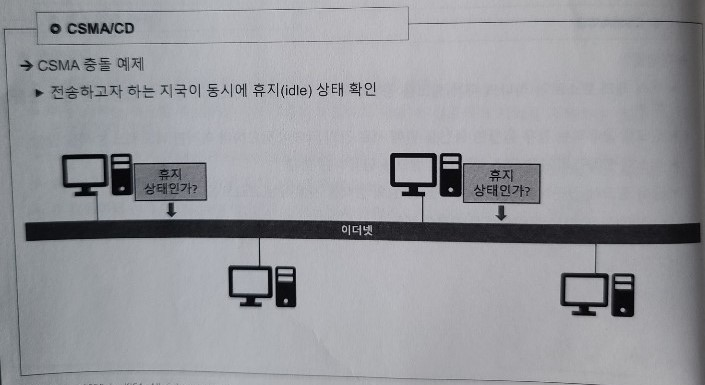 CSMA/CD
→ CSMA 충돌 예제
▶ 전송하고자 하는 지국이 동시에 휴지(idle) 상태 확인
휴지
상태인가?
휴지
상태인가?
이더넷